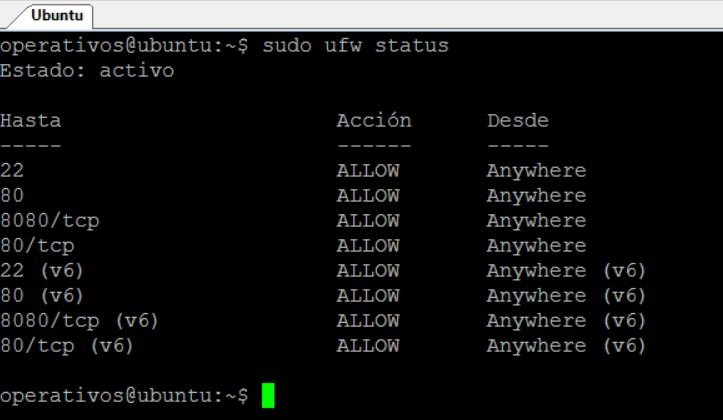 Ubuntu
operativos@ubuntu:~$ sudo ufw status
Estado: activo
Hasta Acción Desde
----- ------ -----
22 ALLOW Anywhere
80 ALLOW Anywhere
8080/tcp ALLOW Anywhere
80/tcp ALLOW Anywhere
22 (v6) ALLOW Anywhere (v6)
80 (v6) ALLOW Anywhere (v6)
8080/tcp (v6) ALLOW Anywhere (v6)
80/tcp (v6) ALLOW Anywhere (v6)
operativos@ubuntu:~$